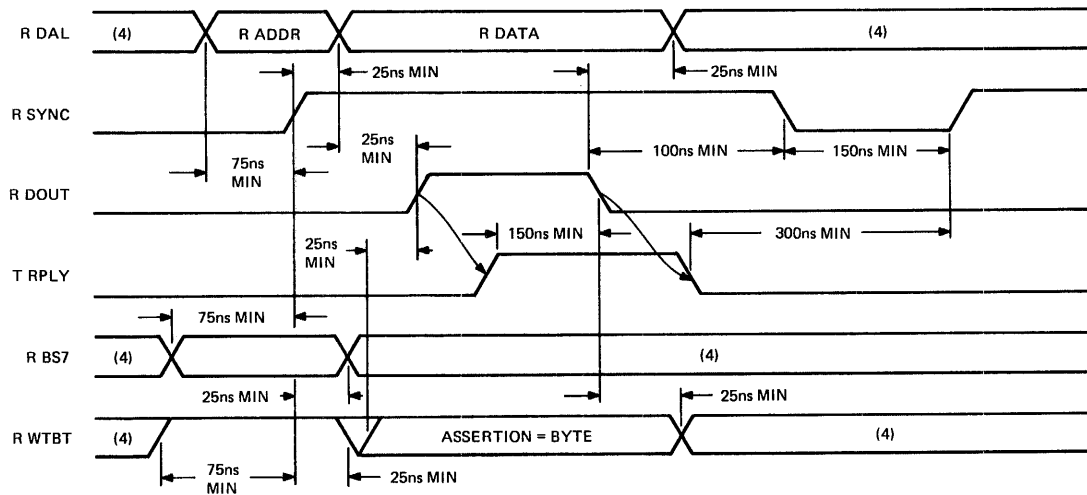 R DAL (4) R ADDR R DATA (4)
25ns MIN 25ns MIN
R SYNC
25ns
MIN
100ns MIN 150ns MIN
75ns
MIN
R DOUT
150ns MIN 300ns MIN
25ns
MIN
T RPLY
75ns MIN
R BS7 (4) (4)
25ns MIN 25ns MIN
R WTBT (4) ASSERTION = BYTE (4)
75ns
MIN
25ns MIN